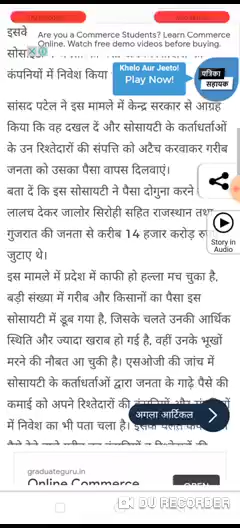 इसके
Are you a Commerce Students? Learn Commerce
Online. Watch free demo videos before buying.
कंपनियों में निवेश किया
Khelo Aur Jeeto!
Play Now!
पत्रिका
सहायक
सांसद पटेल ने इस मामले में केन्द्र सरकार से आग्रह
किया कि वह दखल दें और सोसायटी के कर्ताधर्ताओं
के उन रिश्तेदारों की संपत्ति को अटैच करवाकर गरीब
जनता को उसका पैसा वापस दिलवाएं।
बता दें कि इस सोसायटी ने पैसा दोगुना करने
लालच देकर जालोर सिरोही सहित राजस्थान तथा
गुजरात की जनता से करीब 14 हजार करोड़
जुटाए थे।
Story in
Audio
इस मामले में प्रदेश में काफी हो हल्ला मच चुका है,
बड़ी संख्या में गरीब और किसानों का पैसा इस
सोसायटी में डूब गया है, जिसके चलते उनकी आर्थिक
स्थिति और ज्यादा खराब हो गई है, वहीं उनके भूखों
मरने की नौबत आ चुकी है। एसओजी की जांच में
सोसायटी के कर्ताधर्ताओं द्वारा जनता के गाढ़े पैसे की
कमाई को अपने रिश्तेदारों की
अगला आर्टिकल
में निवेश का भी पता चला है।
graduateguru.in
Online Commerce
OPEN
DU RECORDER